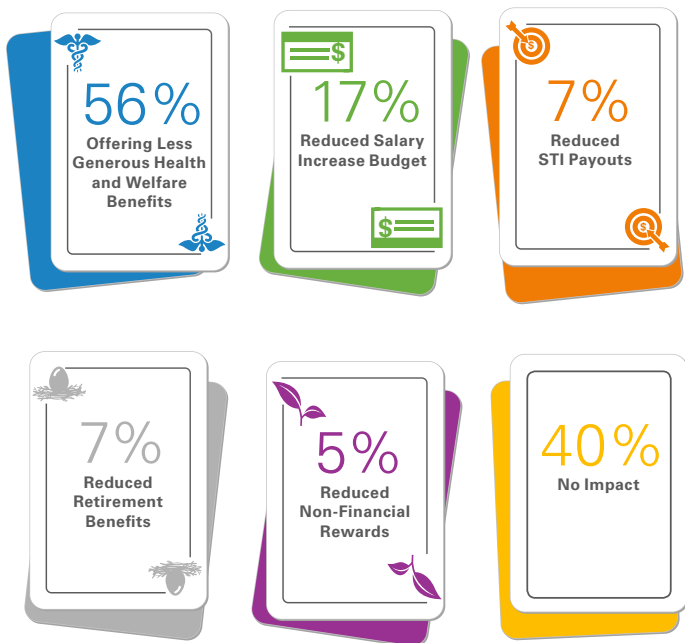 $
56%
Offering Less
Generous Health
and Welfare
Benefits
$
17%
Reduced Salary
Increase Budget
$
$
7%
Reduced
STI Payouts
$
7%
Reduced
Retirement
Benefits
5%
Reduced
Non-Financial
Rewards
40%
No Impact